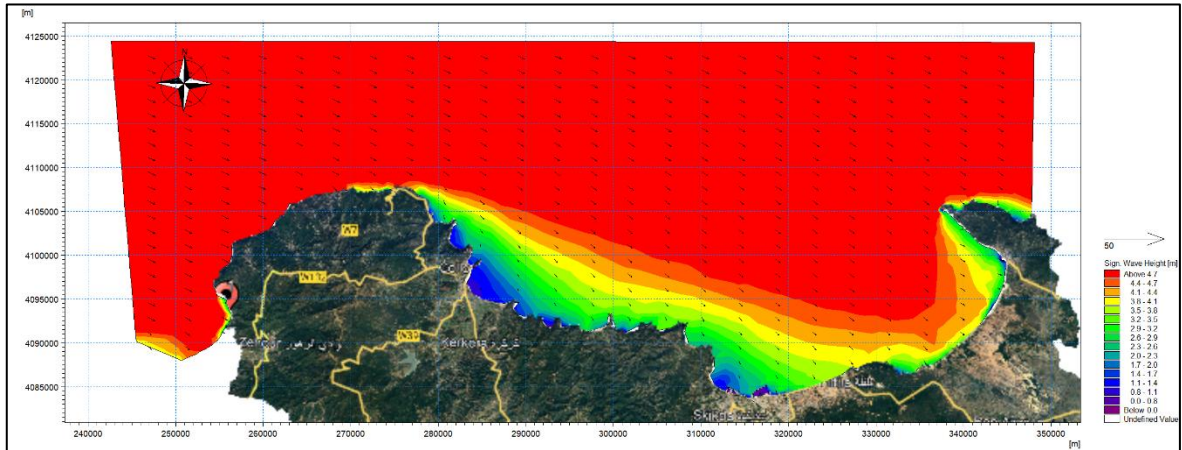 [m]
N
4125000
4120000
4115000
4110000
4105000
4100000
4095000
4090000
4085000
Kerkera
240000
250000
260000
270000
280000
290000
300000
310000
320000
330000
340000
350000
[m]
50
Sign. Wave Height [m]
Above 4.7
4.4 - 4.7
4.1 - 4.4
3.8 - 4.1
3.5 - 3.8
3.2 - 3.5
2.9 - 3.2
2.6 - 2.9
2.3 - 2.6
2.0 - 2.3
1.7 - 2.0
1.4 - 1.7
1.1 - 1.4
0.8 - 1.1
0.0 - 0.8
Below 0.0
Undefined Value